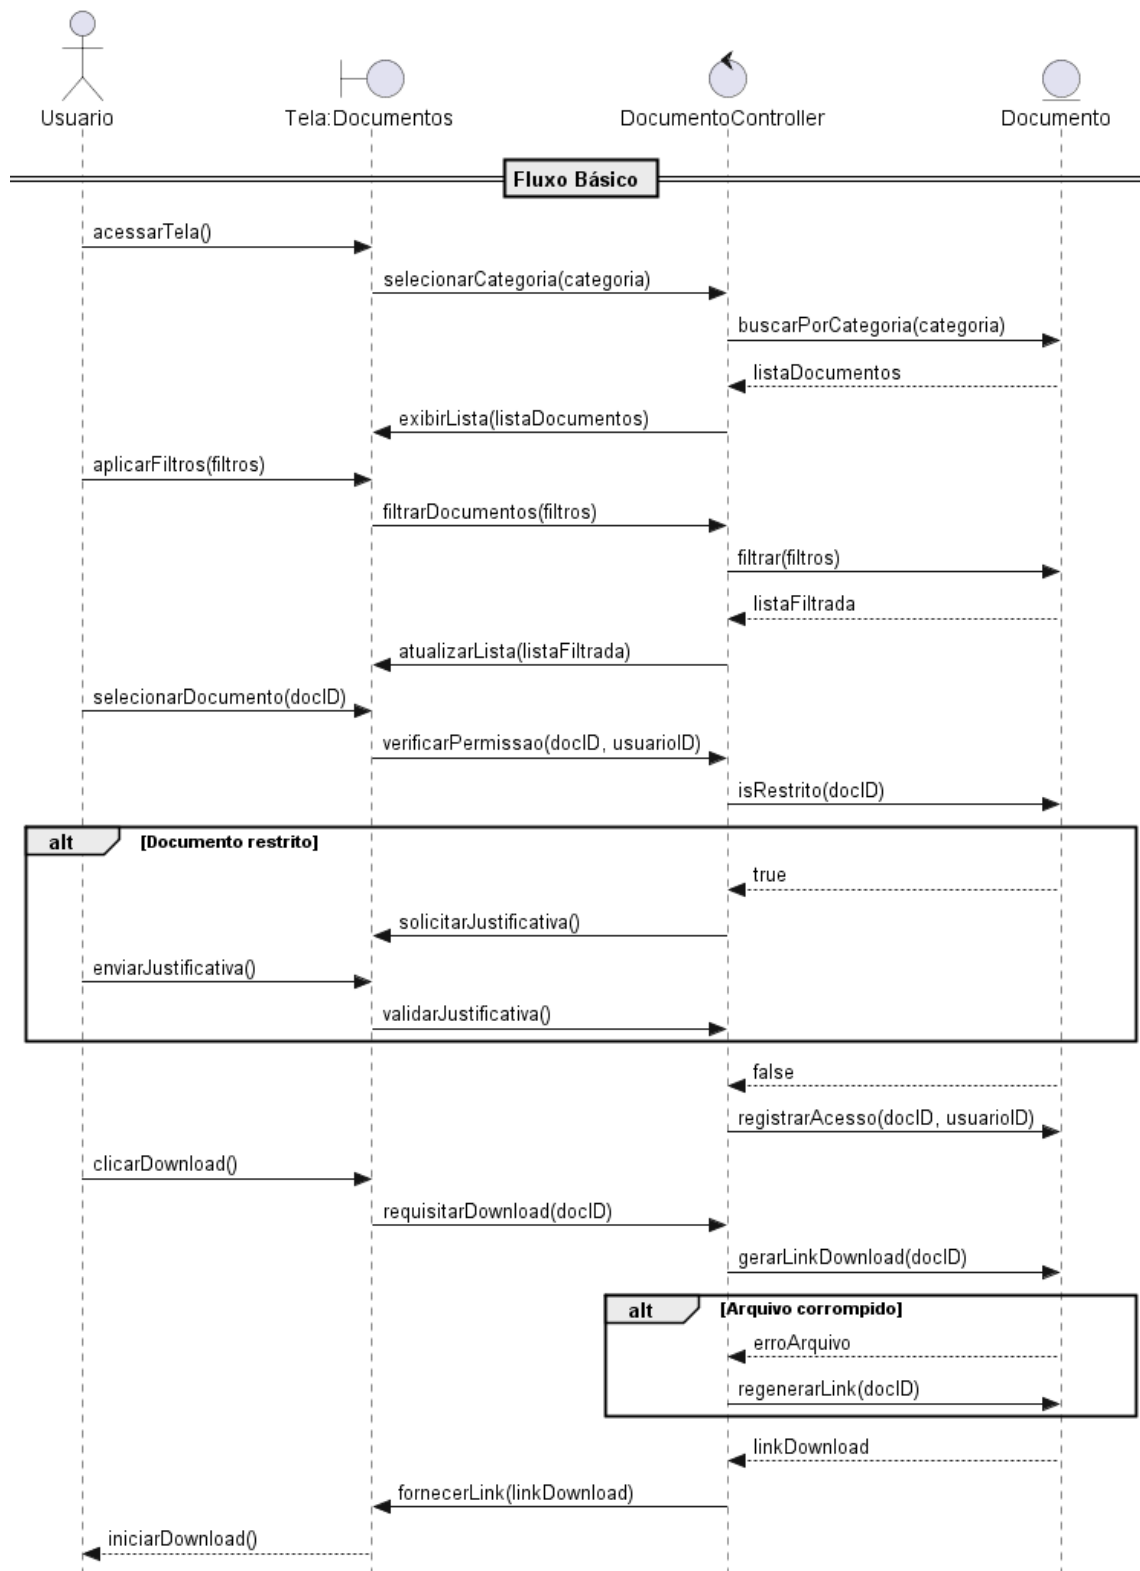 Usuario
Tela:Documentos
DocumentoController
Documento
Fluxo Básico
acessarTela()
selecionarCategoria(categoria)
buscarPorCategoria(categoria)
listaDocumentos
exibirLista(listaDocumentos)
aplicarFiltros(filtros)
filtrarDocumentos(filtros)
filtrar(filtros)
listaFiltrada
atualizarLista(listaFiltrada)
selecionarDocumento(docID)
verificarPermissao(docID, usuarioID)
isRestrito(docID)
alt [Documento restrito]
true
solicitarJustificativa()
enviarJustificativa()
validarJustificativa()
false
registrarAcesso(docID, usuarioID)
clicarDownload()
requisitarDownload(docID)
gerarLinkDownload(docID)
alt [Arquivo corrompido]
erroArquivo
regenerarLink(docID)
linkDownload
fornecerLink(linkDownload)
iniciarDownload()